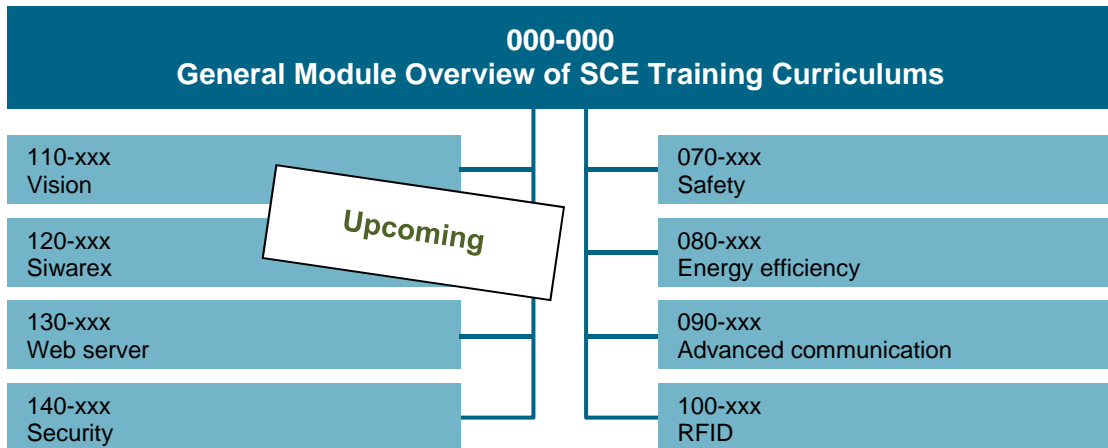 000-000
General Module Overview of SCE Training Curriculums
110-xxx
Vision
120-xxx
Siwarex
130-xxx
Web server
140-xxx
Security
Upcoming
070-xxx
Safety
080-xxx
Energy efficiency
090-xxx
Advanced communication
100-xxx
RFID